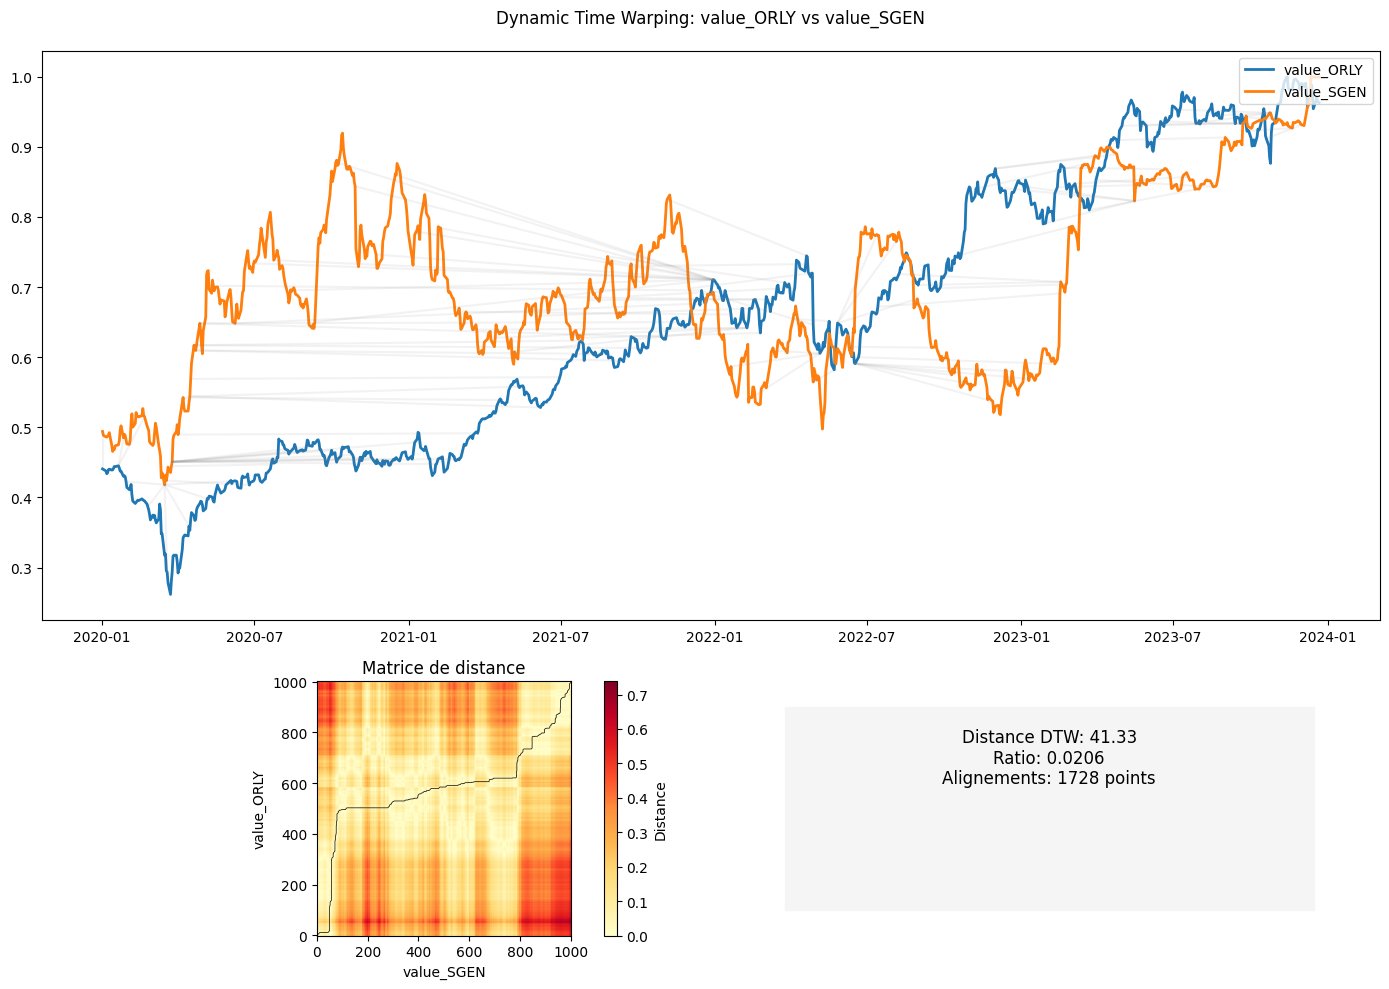 Dynamic Time Warping: value_ORLY vs value_SGEN
value_ORLY
value_SGEN
1.0
0.9
0.8
0.7
0.6
0.5
0.4
0.3
2020-01 2020-07 2021-01 2021-07 2022-01 2022-07 2023-01 2023-07 2024-01
Matrice de distance
value_ORLY
1000
800
600
400
200
0
0 200 400 600 800 1000
value_SGEN
0.7
0.6
0.5
0.4
0.3
0.2
0.1
0.0
Distance
Distance DTW: 41.33
Ratio: 0.0206
Alignements: 1728 points